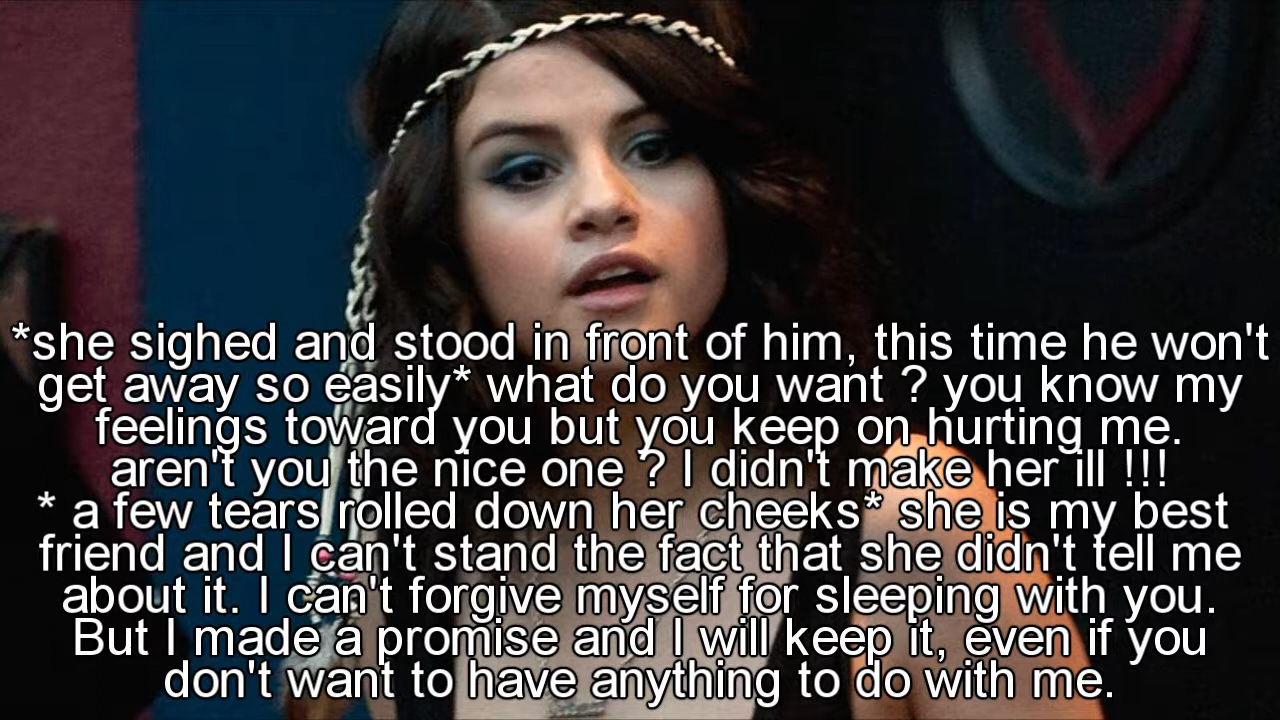 *she sighed and stood in front of him, this time he won't
get away so easily* what do you want ? you know my
feelings toward you but you keep on hurting me.
aren't you the nice one ? I didn't make her ill !!!
* a few tears rolled down her cheeks* she is my best
friend and I can't stand the fact that she didn't tell me
about it. I can't forgive myself for sleeping with you.
But I made a promise and I will keep it, even if you
don't want to have anything to do with me.